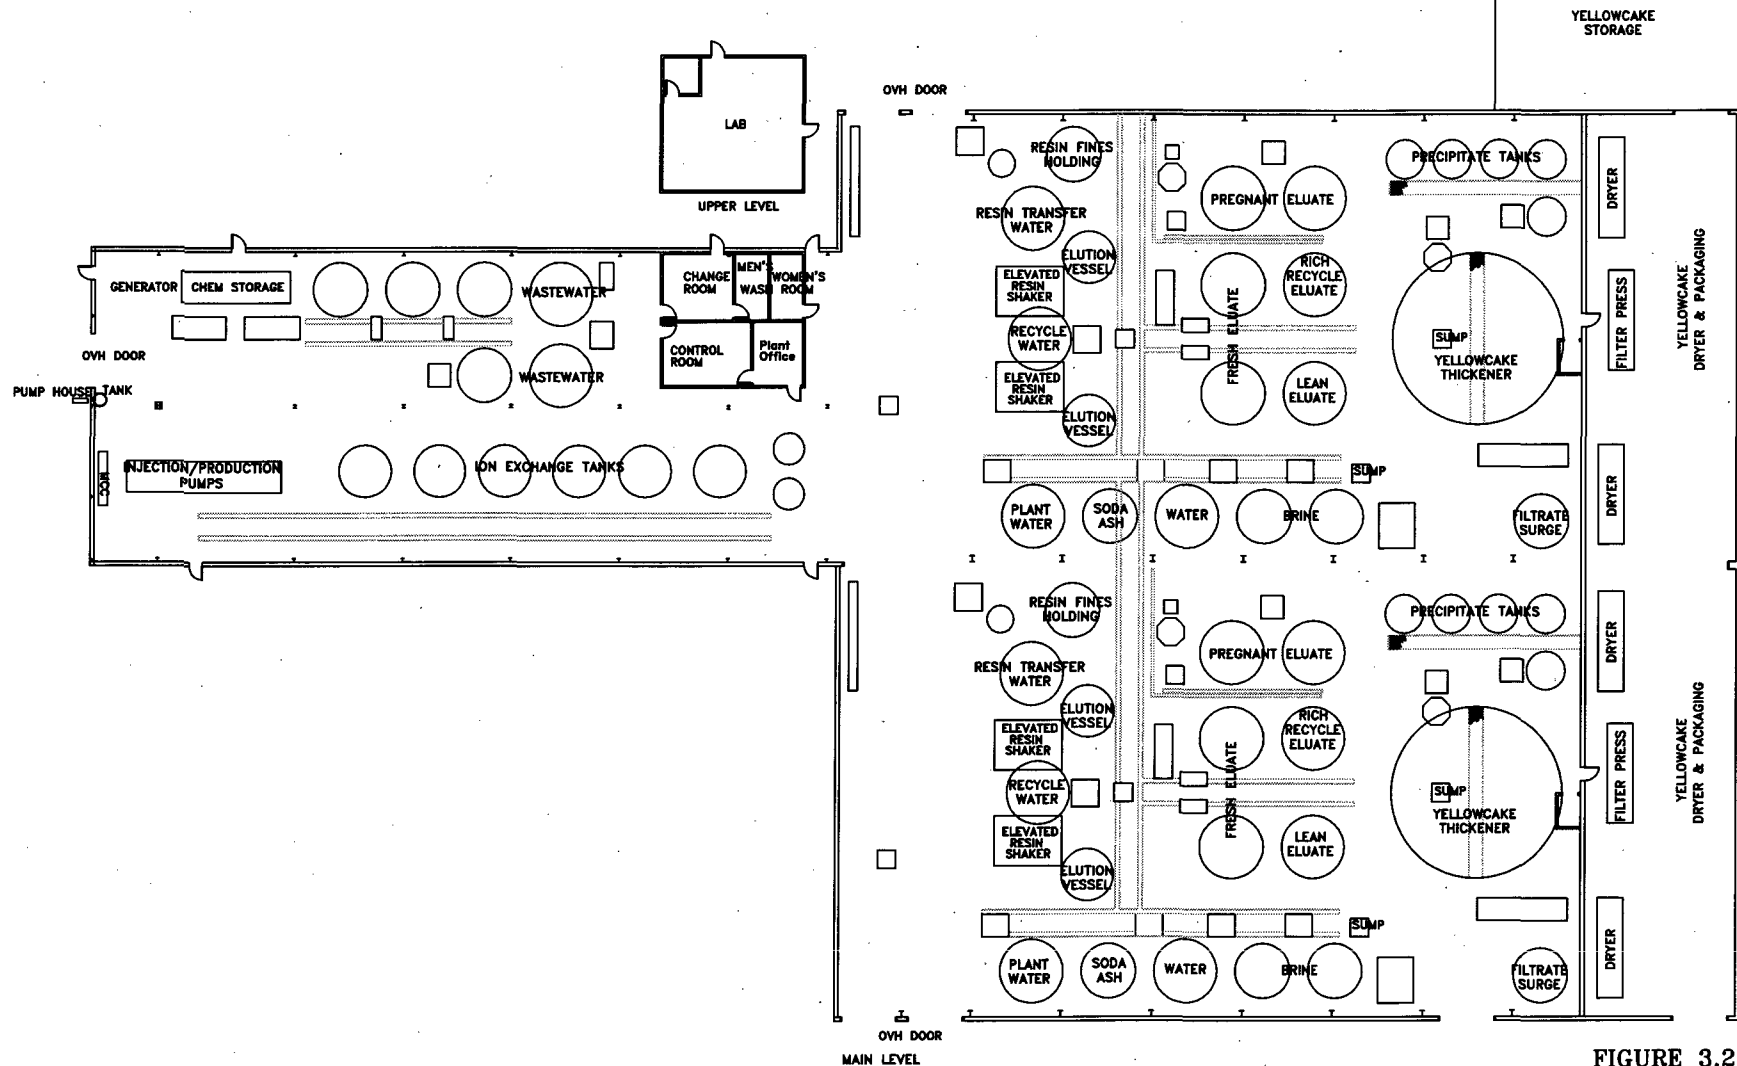 YELLOWCAKE
STORAGE
OVH DOOR
LAB
UPPER LEVEL
GENERATOR
CHEM STORAGE
WASTEWATER
CHANGE
ROOM
MEN'S
WASH
WOMEN'S
ROOM
OVH DOOR
WASTEWATER
CONTROL
ROOM
Plant
Office
PUMP HOUSE TANK
MCC
INJECTION/PRODUCTION
PUMPS
ION EXCHANGE TANKS
RESIN FINES
HOLDING
RESIN TRANSFER
WATER
ELUTION
VESSEL
ELEVATED
RESIN
SHAKER
RECYCLE
WATER
ELEVATED
RESIN
SHAKER
ELUTION
VESSEL
PREGNANT ELUATE
RICH
RECYCLE
ELUATE
FRESH ELUATE
LEAN
ELUATE
PRECIPITATE TANKS
SUMP
YELLOWCAKE
THICKENER
DRYER
FILTER PRESS
YELLOWCAKE
DRYER & PACKAGING
SUMP
PLANT
WATER
SODA
ASH
WATER
BRINE
FILTRATE
SURGE
DRYER
RESIN FINES
HOLDING
RESIN TRANSFER
WATER
ELUTION
VESSEL
ELEVATED
RESIN
SHAKER
RECYCLE
WATER
ELEVATED
RESIN
SHAKER
ELUTION
VESSEL
PREGNANT ELUATE
RICH
RECYCLE
ELUATE
FRESH ELUATE
LEAN
ELUATE
PRECIPITATE TANKS
SUMP
YELLOWCAKE
THICKENER
DRYER
FILTER PRESS
YELLOWCAKE
DRYER & PACKAGING
SUMP
PLANT
WATER
SODA
ASH
WATER
BRINE
FILTRATE
SURGE
DRYER
OVH DOOR
MAIN LEVEL
FIGURE 3.2